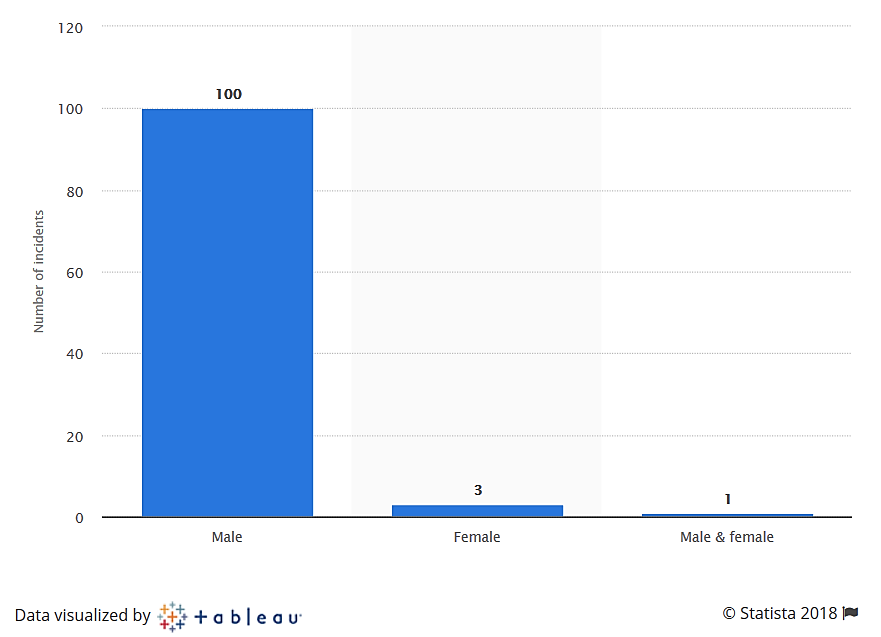 120
100
100
80
60
40
20
3
1
0
Number of incidents
Male
Female
Male & female
Data visualized by
+ableau
© Statista 2018